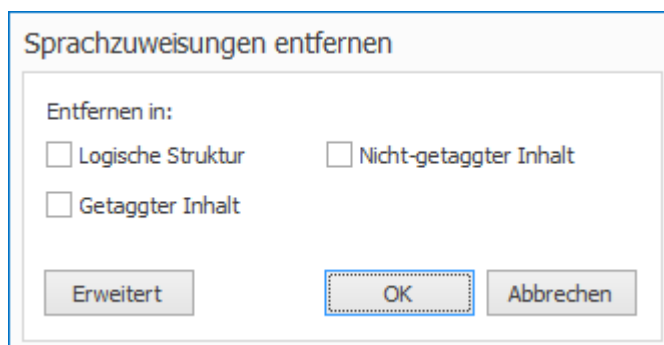 Sprachzuweisungen entfernen
Entfernen in:
Logische Struktur
Nicht-getaggter Inhalt
Getaggter Inhalt
Erweitert
OK
Abbrechen